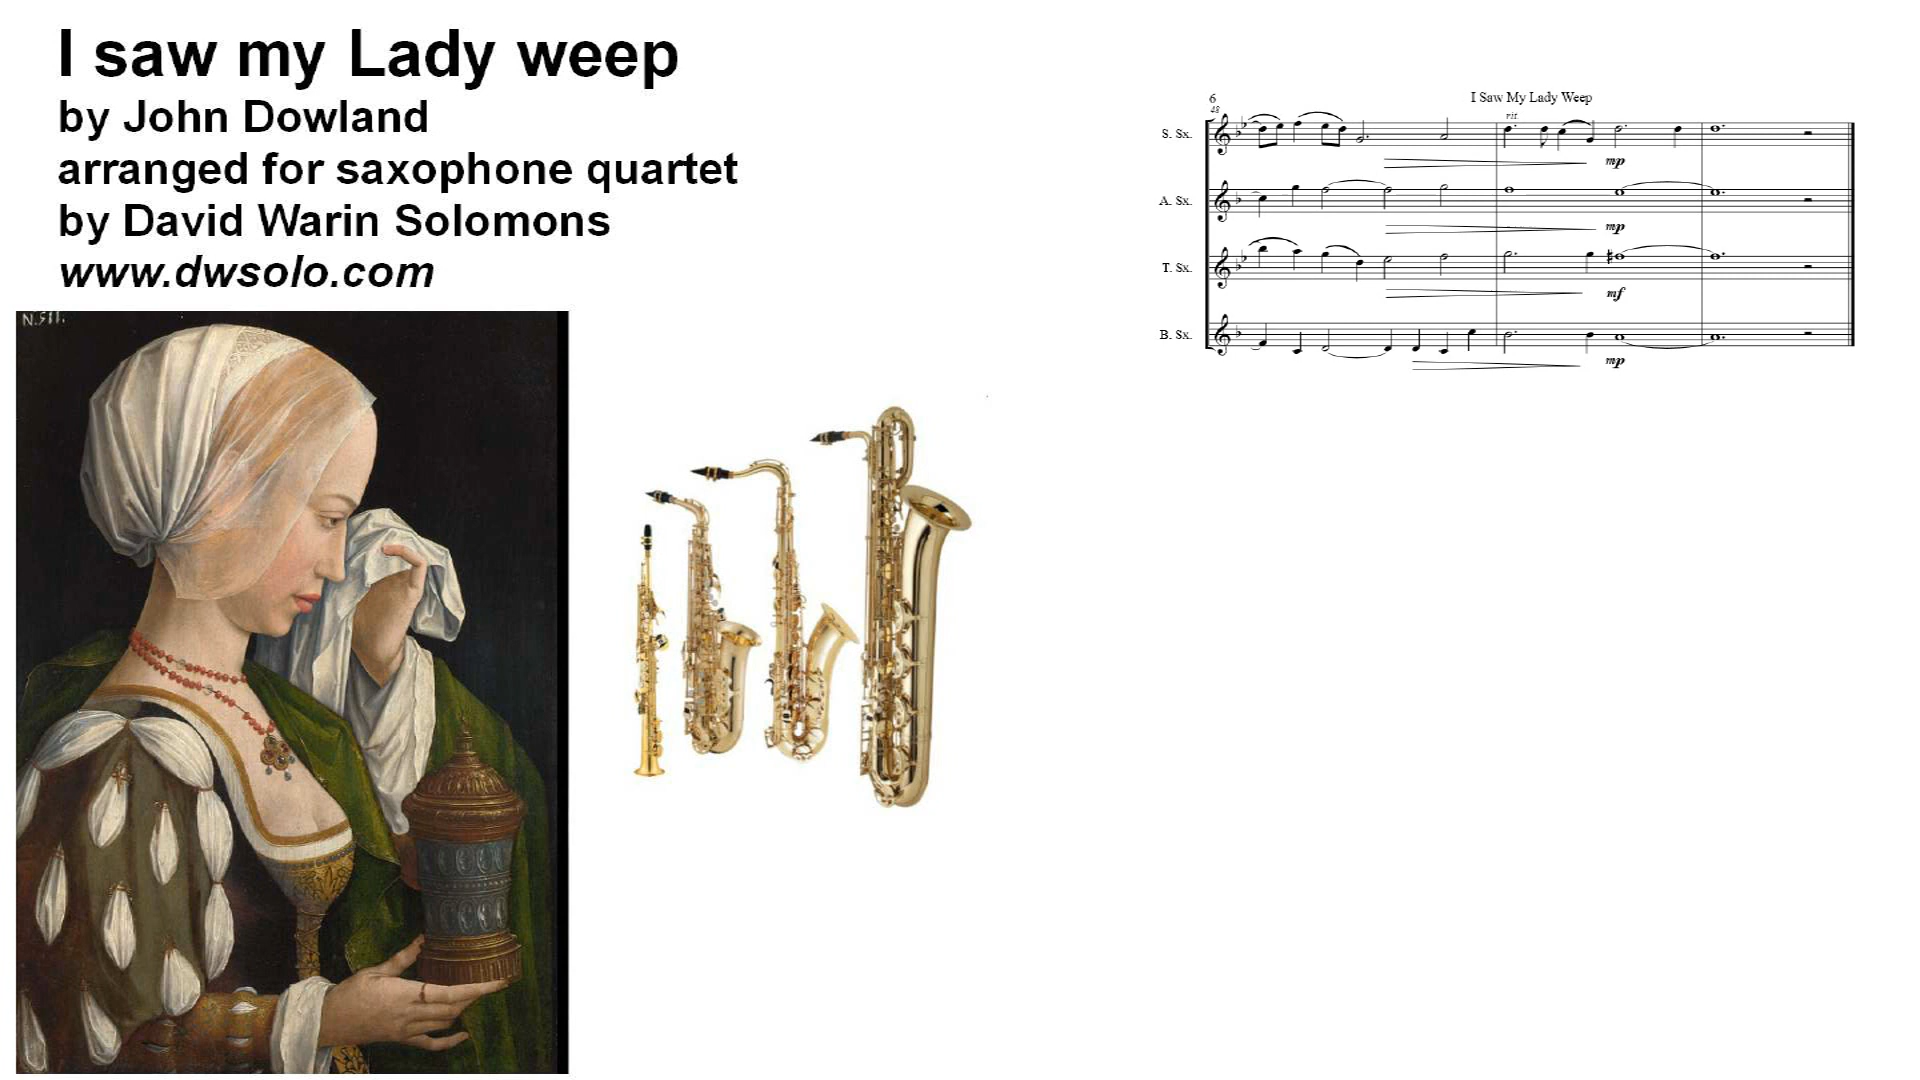 I saw my Lady weep
by John Dowland
arranged for saxophone quartet
by David Warin Solomons
www.dwsolo.com
N.511.
6
I Saw My Lady Weep
48
rit.
S. Sx.
mp
A. Sx.
mp
T. Sx.
mf
B. Sx.
mp